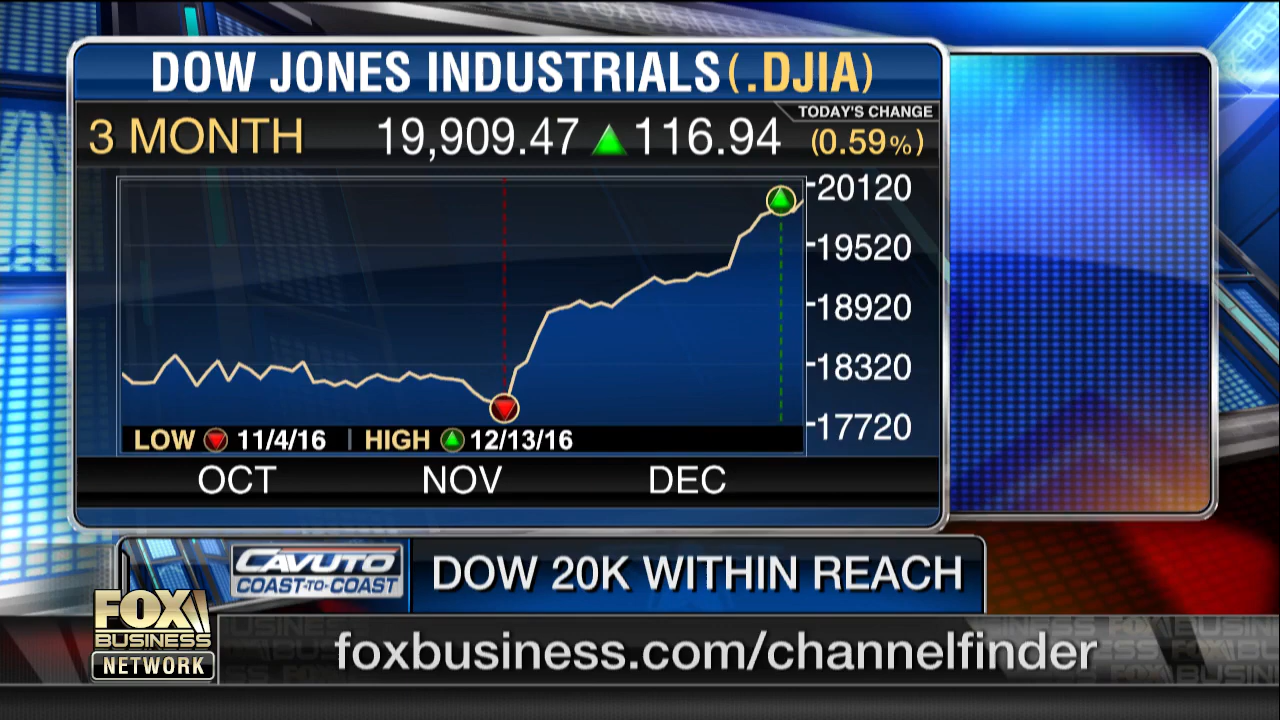 DOW JONES INDUSTRIALS (.DJIA)
TODAY'S CHANGE
3 MONTH 19,909.47 116.94 (0.59%)
20120
19520
18920
18320
17720
LOW 11/4/16 | HIGH 12/13/16
OCT NOV DEC
CAVUTO
COAST-TO-COAST
DOW 20K WITHIN REACH
FOX
BUSINESS
NETWORK
foxbusiness.com/channelfinder